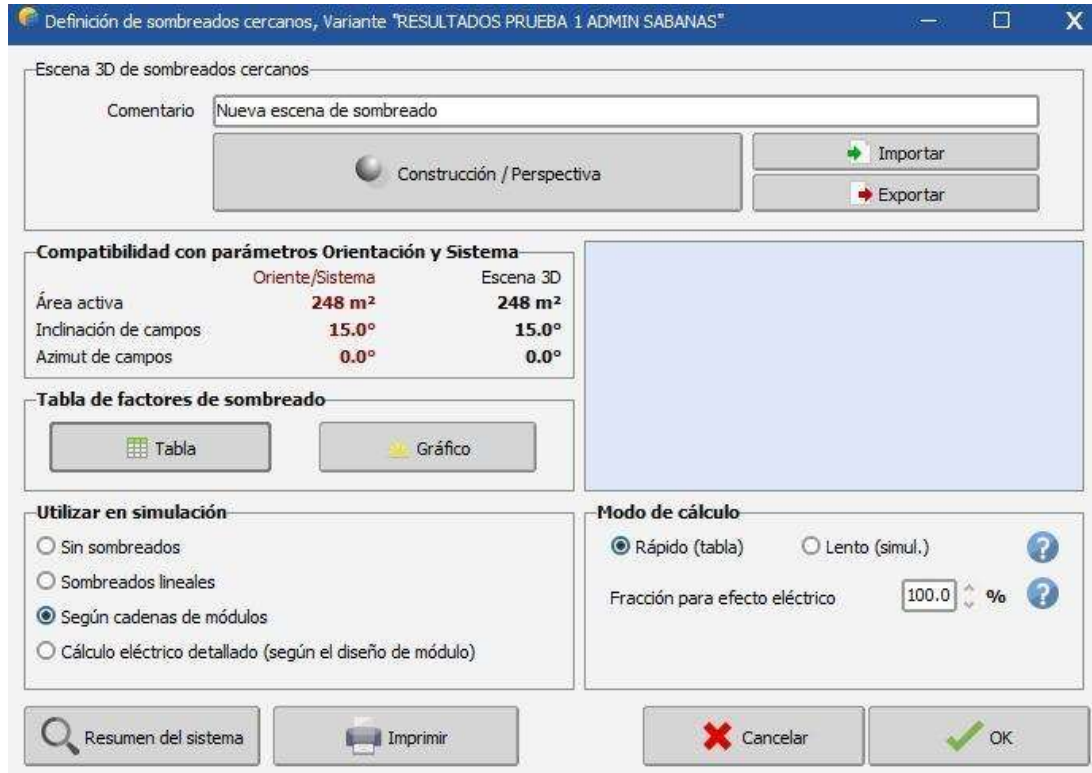 Definición de sombreados cercanos, Variante "RESULTADOS PRUEBA 1 ADMIN SABANAS"
Escena 3D de sombreados cercanos
Comentario Nueva escena de sombreado
Construcción / Perspectiva
Importar
Exportar
Compatibilidad con parámetros Orientación y Sistema
Oriente/Sistema Escena 3D
Área activa 248 m² 248 m²
Inclinación de campos 15.0° 15.0°
Azimut de campos 0.0° 0.0°
Tabla de factores de sombreado
Tabla Gráfico
Utilizar en simulación
Sin sombreados
Sombreados lineales
Según cadenas de módulos
Cálculo eléctrico detallado (según el diseño de módulo)
Modo de cálculo
Rápido (tabla) Lento (simul.) ?
Fracción para efecto eléctrico 100.0 % ?
Resumen del sistema Imprimir Cancelar OK